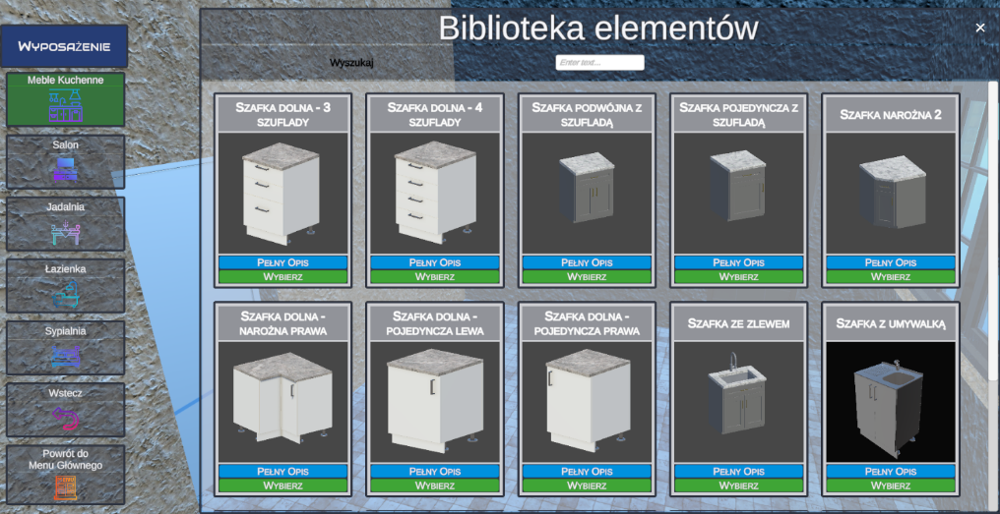 Biblioteka elementów
Wyszukaj
Enter text...
WYPOSAŻENIE
Meble Kuchenne
Salon
Jadalnia
Łazienka
Sypialnia
Wstecz
Powrót do
Menu Głównego
SZAFKA DOLNA - 3
SZUFLADY
PEŁNY OPIS
WYBIERZ
SZAFKA DOLNA - 4
SZUFLADY
PEŁNY OPIS
WYBIERZ
SZAFKA PODWÓJNA Z
SZUFLADĄ
PEŁNY OPIS
WYBIERZ
SZAFKA POJEDYNCZA Z
SZUFLADĄ
PEŁNY OPIS
WYBIERZ
SZAFKA NAROŻNA 2
PEŁNY OPIS
WYBIERZ
SZAFKA DOLNA -
NAROŻNA PRAWA
PEŁNY OPIS
WYBIERZ
SZAFKA DOLNA -
POJEDYNCZA LEWA
PEŁNY OPIS
WYBIERZ
SZAFKA DOLNA -
POJEDYNCZA PRAWA
PEŁNY OPIS
WYBIERZ
SZAFKA ZE ZLEWEM
PEŁNY OPIS
WYBIERZ
SZAFKA Z UMYWALKĄ
PEŁNY OPIS
WYBIERZ